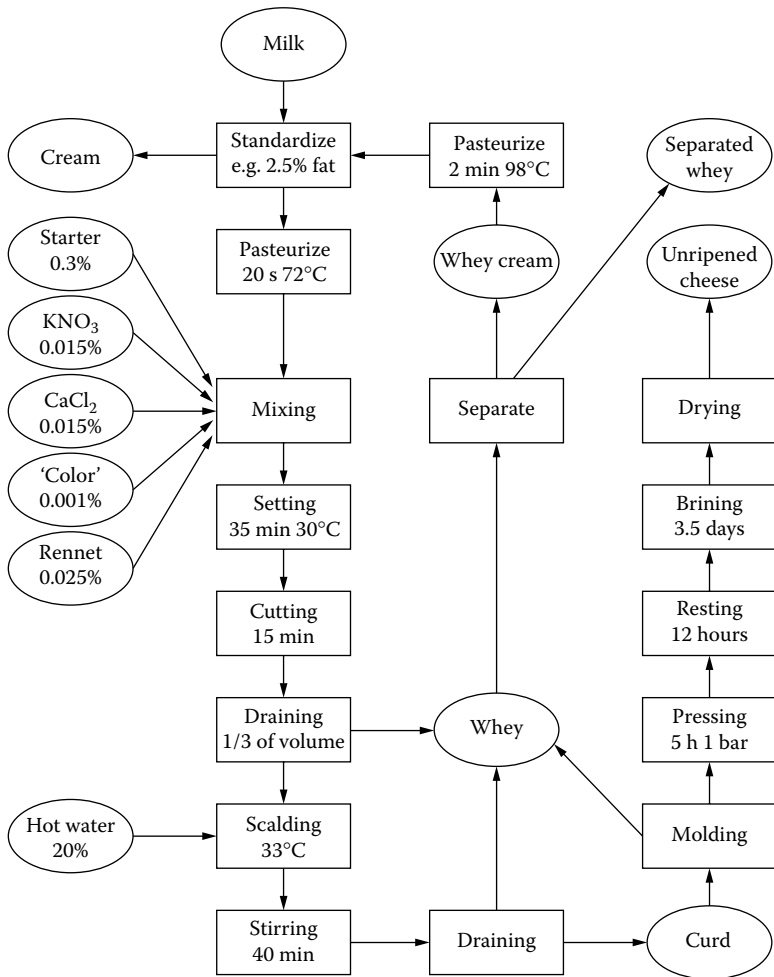 Milk
Cream
Standardize
e.g. 2.5% fat
Pasteurize
2 min 98°C
Separated
whey
Starter
0.3%
Pasteurize
20 s 72°C
Whey cream
Unripened
cheese
KNO₃
0.015%
CaCl₂
0.015%
Mixing
Separate
Drying
'Color'
0.001%
Setting
35 min 30°C
Brining
3.5 days
Rennet
0.025%
Cutting
15 min
Resting
12 hours
Draining
1/3 of volume
Whey
Pressing
5 h 1 bar
Hot water
20%
Scalding
33°C
Molding
Stirring
40 min
Draining
Curd